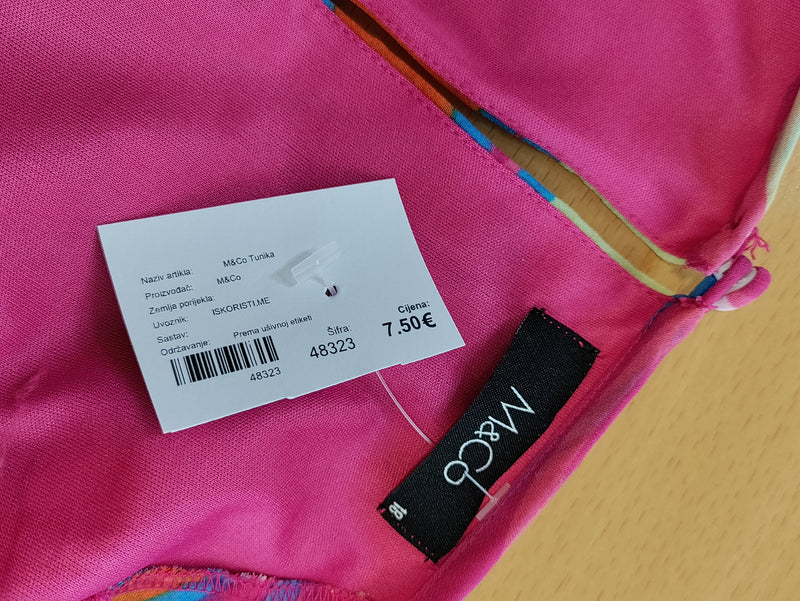 Naziv artikla: M&Co Tunika
Proizvođač: M&Co
Zemlja porijekla:
Uvoznik: ISKORISTI.ME
Sastav:
Održavanje: Prema ušivnoj etiketi
48323
Šifra:
48323
Cijena:
7.50€
M&Co
18